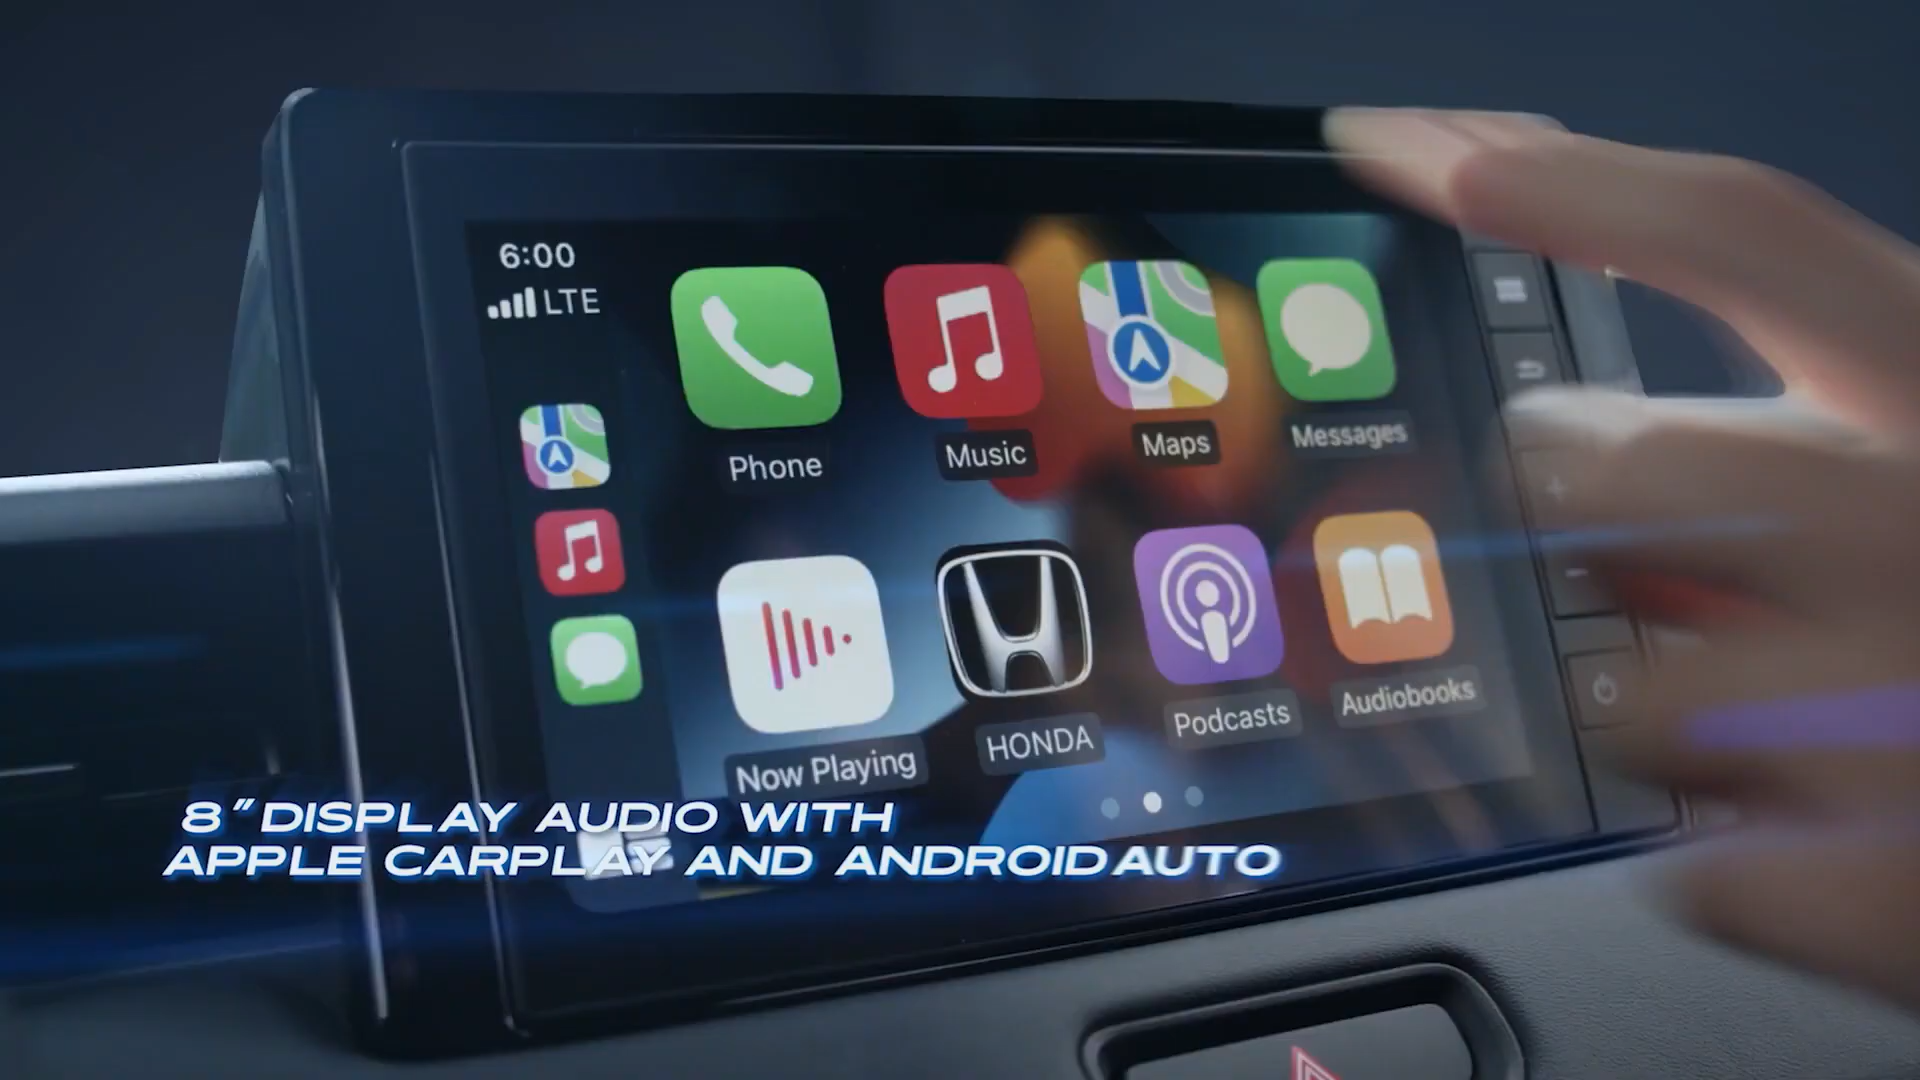 6:00
LTE
Phone
Music
Maps
Messages
Now Playing
HONDA
Podcasts
Audiobooks
8" DISPLAY AUDIO WITH
APPLE CARPLAY AND ANDROID AUTO